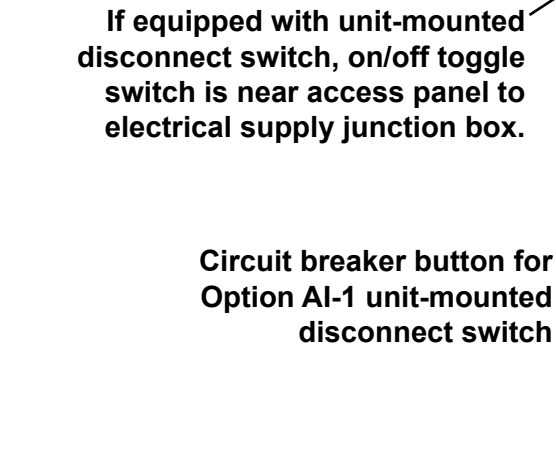 If equipped with unit-mounted
disconnect switch, on/off toggle
switch is near access panel to
electrical supply junction box.
Circuit breaker button for
Option AI-1 unit-mounted
disconnect switch